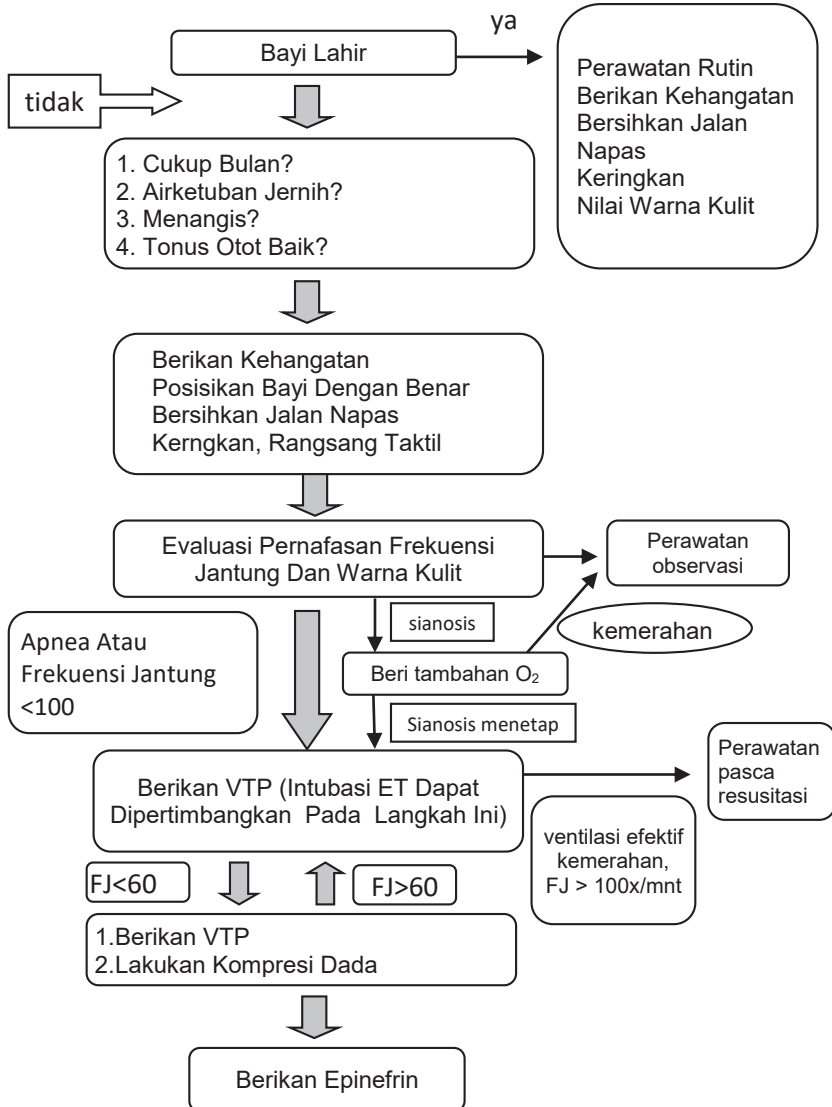 ya
Bayi Lahir
Perawatan Rutin
Berikan Kehangatan
Bersihkan Jalan
Napas
Keringkan
Nilai Warna Kulit
tidak
1. Cukup Bulan?
2. Airketuban Jernih?
3. Menangis?
4. Tonus Otot Baik?
Berikan Kehangatan
Posisikan Bayi Dengan Benar
Bersihkan Jalan Napas
Kerngkan, Rangsang Taktil
Evaluasi Pernafasan Frekuensi
Jantung Dan Warna Kulit
Perawatan
observasi
sianosis
kemerahan
Apnea Atau
Frekuensi Jantung
<100
Beri tambahan O₂
Sianosis menetap
Berikan VTP (Intubasi ET Dapat
Dipertimbangkan Pada Langkah Ini)
Perawatan
pasca
resusitasi
ventilasi efektif
kemerahan,
FJ > 100x/mnt
FJ<60
FJ>60
1.Berikan VTP
2.Lakukan Kompresi Dada
Berikan Epinefrin